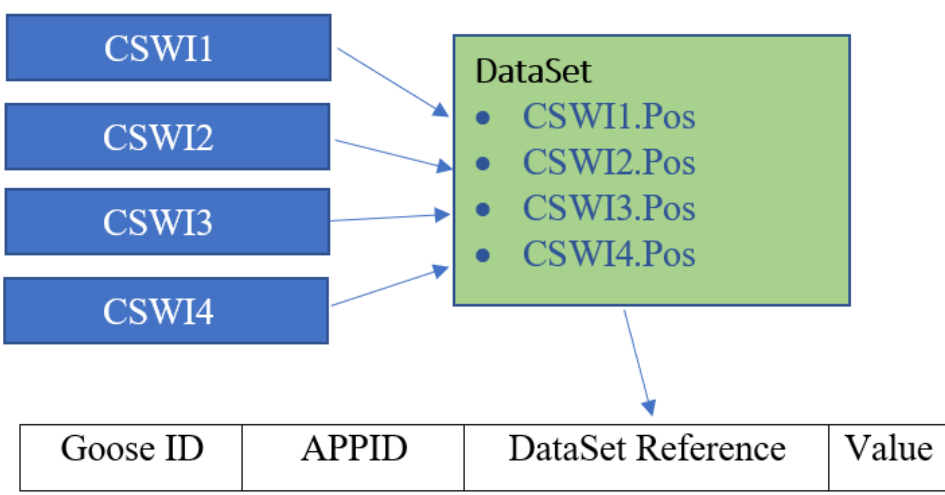 CSWI1
CSWI2
CSWI3
CSWI4
DataSet
• CSWI1.Pos
• CSWI2.Pos
• CSWI3.Pos
• CSWI4.Pos
Goose ID APPID DataSet Reference Value